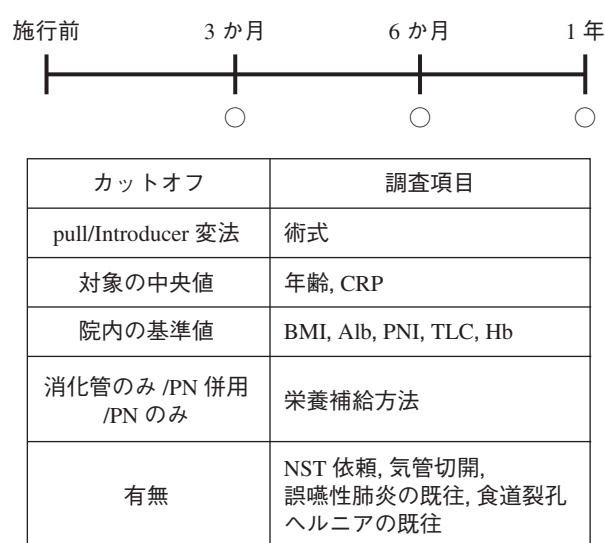 施行前 3 か月 6 か月 1 年
○ ○ ○
カットオフ 調査項目
pull/Introducer 変法 術式
対象の中央値 年齢, CRP
院内の基準値 BMI, Alb, PNI, TLC, Hb
消化管のみ /PN 併用
/PN のみ
栄養補給方法
有無
NST 依頼, 気管切開,
誤嚥性肺炎の既往, 食道裂孔
ヘルニアの既往